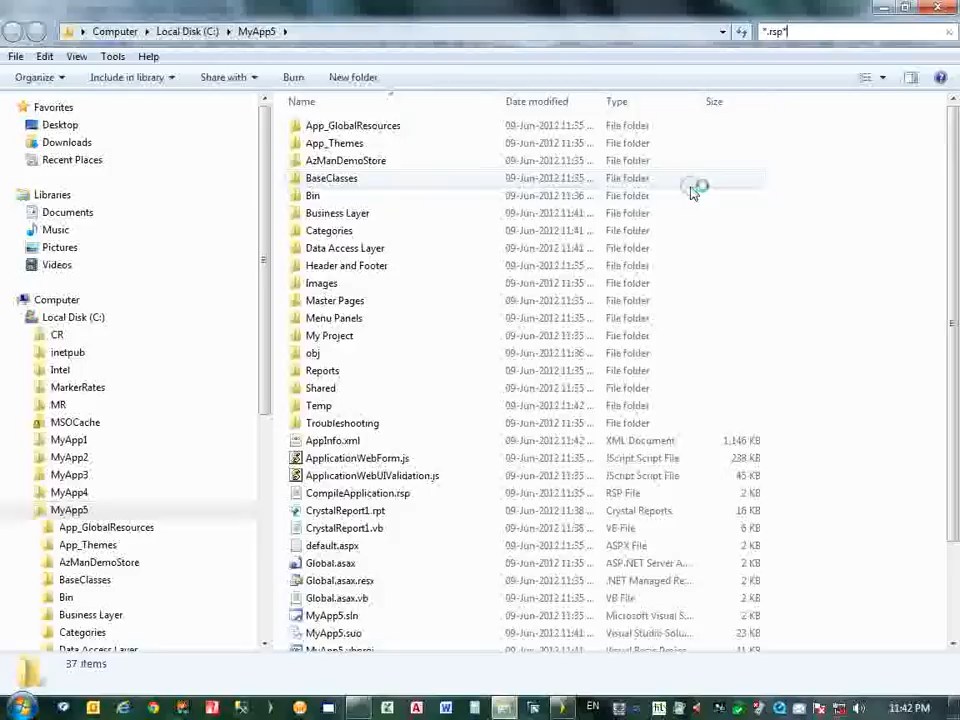 Computer ▸ Local Disk (C:) ▸ MyApp5 ▸
"*.rsp"
File Edit View Tools Help
Organize Include in library Share with Burn New folder
Favorites
Desktop
Downloads
Recent Places
Libraries
Documents
Music
Pictures
Videos
Computer
Local Disk (C:)
CR
inetpub
Intel
MarkerRates
MR
MSOCache
MyApp1
MyApp2
MyApp3
MyApp4
MyApp5
App_GlobalResources
App_Themes
AzManDemoStore
BaseClasses
Bin
Business Layer
Categories
Data Access Layer
Name Date modified Type Size
App_GlobalResources 09-Jun-2012 11:35 ... File folder
App_Themes 09-Jun-2012 11:35 ... File folder
AzManDemoStore 09-Jun-2012 11:35 ... File folder
BaseClasses 09-Jun-2012 11:35 ... File folder
Bin 09-Jun-2012 11:36 ... File folder
Business Layer 09-Jun-2012 11:41 ... File folder
Categories 09-Jun-2012 11:41 ... File folder
Data Access Layer 09-Jun-2012 11:41 ... File folder
Header and Footer 09-Jun-2012 11:35 ... File folder
Images 09-Jun-2012 11:35 ... File folder
Master Pages 09-Jun-2012 11:35 ... File folder
Menu Panels 09-Jun-2012 11:35 ... File folder
My Project 09-Jun-2012 11:35 ... File folder
obj 09-Jun-2012 11:36 ... File folder
Reports 09-Jun-2012 11:35 ... File folder
Shared 09-Jun-2012 11:35 ... File folder
Temp 09-Jun-2012 11:42 ... File folder
Troubleshooting 09-Jun-2012 11:35 ... File folder
AppInfo.xml 09-Jun-2012 11:42 ... XML Document 1,146 KB
ApplicationWebForm.js 09-Jun-2012 11:35 ... JScript Script File 238 KB
ApplicationWebUIValidation.js 09-Jun-2012 11:35 ... JScript Script File 45 KB
CompileApplication.rsp 09-Jun-2012 11:35 ... RSP File 2 KB
CrystalReport1.rpt 09-Jun-2012 11:38 ... Crystal Reports 16 KB
CrystalReport1.vb 09-Jun-2012 11:38 ... VB File 6 KB
default.aspx 09-Jun-2012 11:35 ... ASPX File 2 KB
Global.asax 09-Jun-2012 11:35 ... ASP.NET Server A... 2 KB
Global.asax.resx 09-Jun-2012 11:35 ... .NET Managed Re... 2 KB
Global.asax.vb 09-Jun-2012 11:35 ... VB File 2 KB
MyApp5.sln 09-Jun-2012 11:35 ... Microsoft Visual S... 2 KB
MyApp5.suo 09-Jun-2012 11:41 ... Visual Studio Solu... 23 KB
MyApp5.vbproj
37 items
EN 11:42 PM